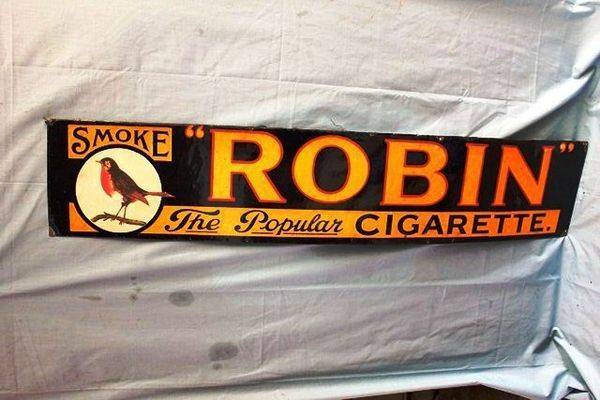 SMOKE
"ROBIN"
The Popular CIGARETTE.